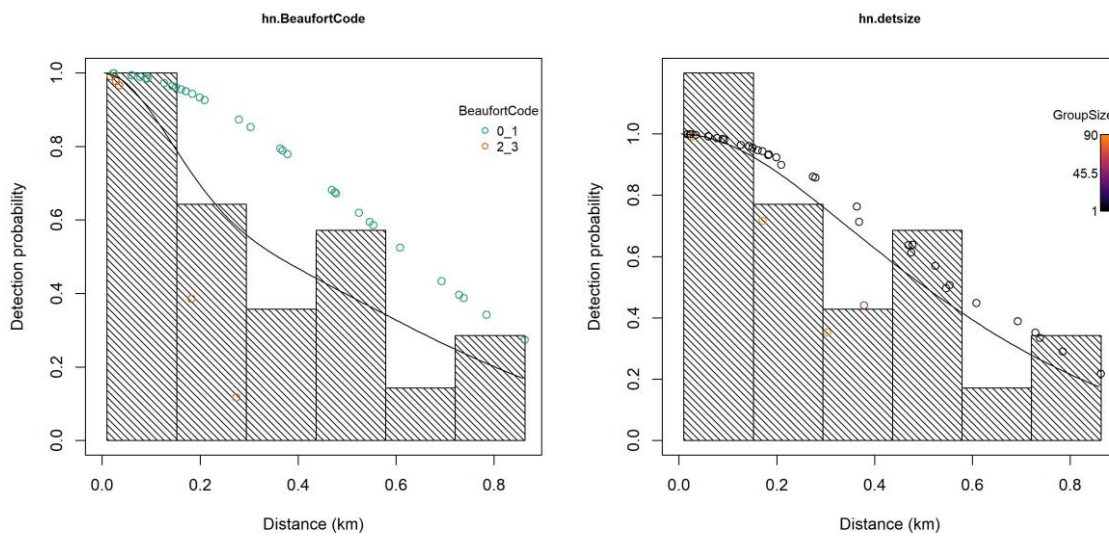 hn.BeaufortCode
Detection probability
1.0
0.8
0.6
0.4
0.2
0.0
BeaufortCode
0_1
2_3
0.0 0.2 0.4 0.6 0.8
Distance (km)
hn.detsize
Detection probability
1.0
0.8
0.6
0.4
0.2
0.0
GroupSize
90
45.5
1
0.0 0.2 0.4 0.6 0.8
Distance (km)